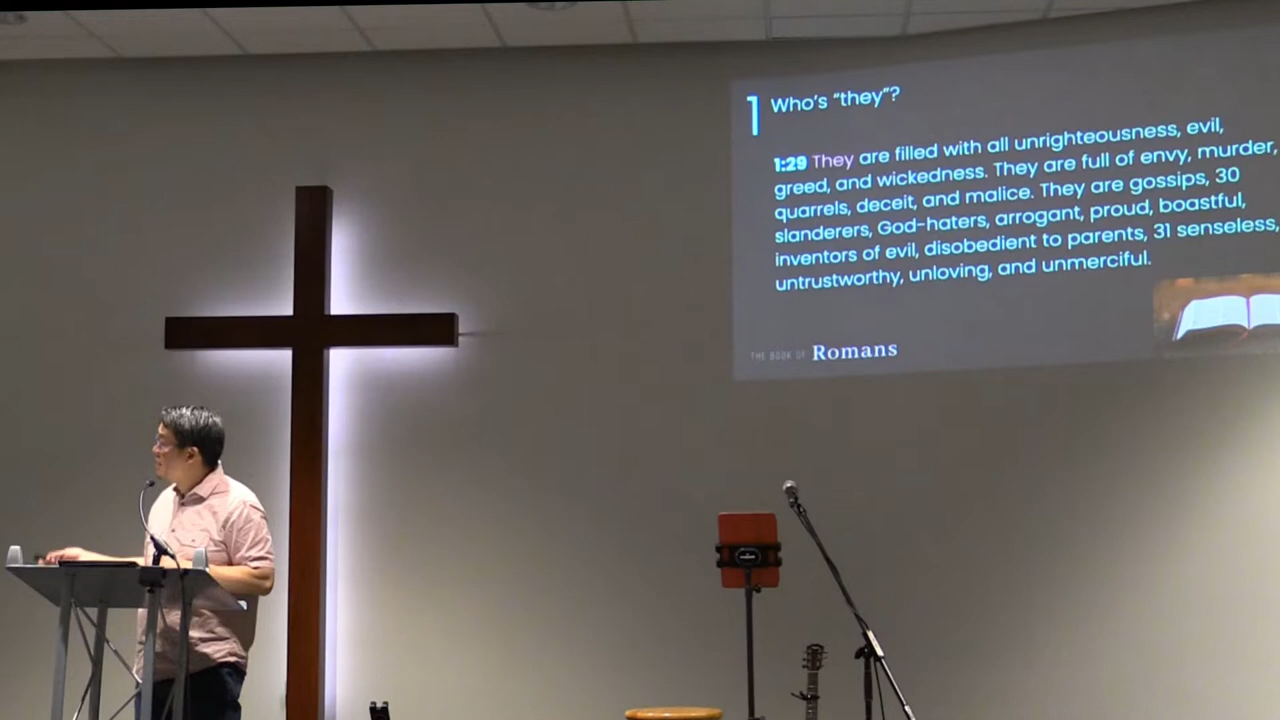 1 Who's "they"?
1:29 They are filled with all unrighteousness, evil,
greed, and wickedness. They are full of envy, murder,
quarrels, deceit, and malice. They are gossips, 30
slanderers, God-haters, arrogant, proud, boastful,
inventors of evil, disobedient to parents, 31 senseless,
untrustworthy, unloving, and unmerciful.
THE BOOK OF Romans